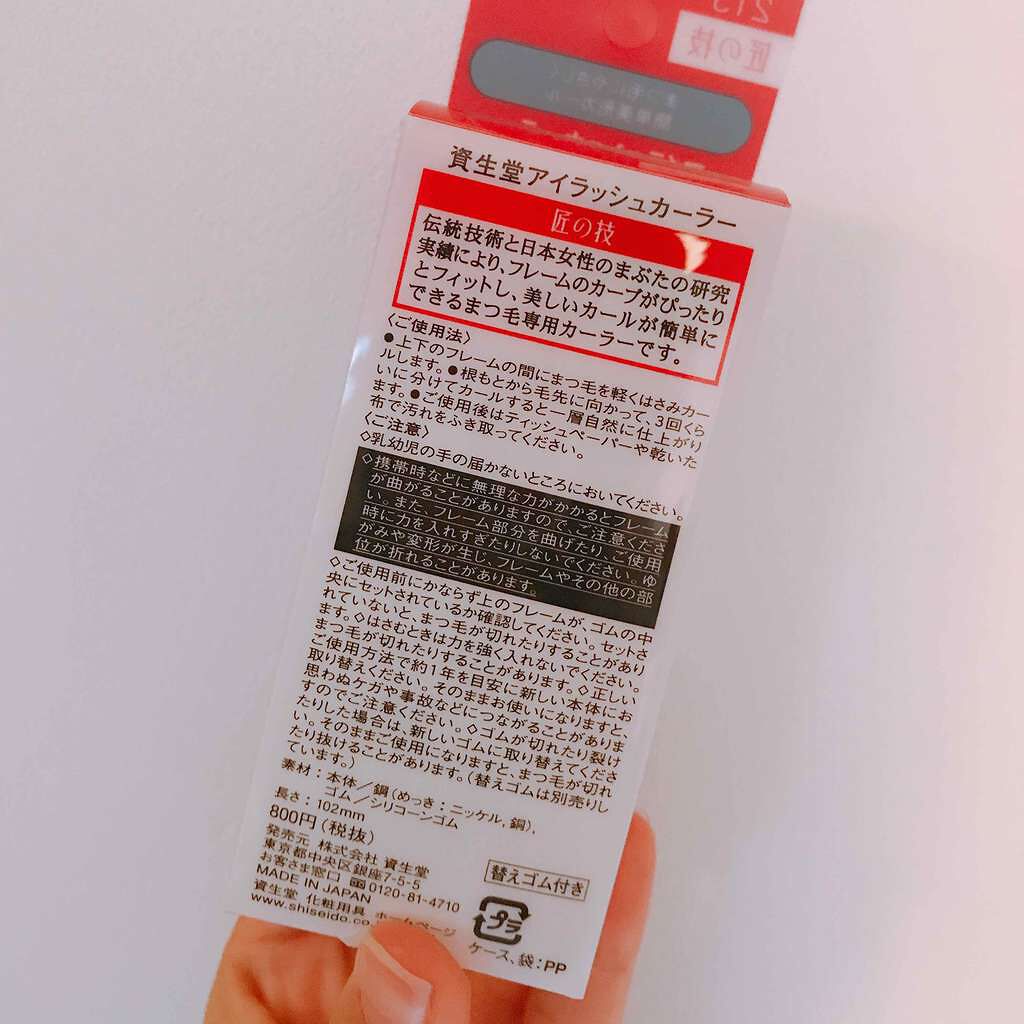 213
匠の技
まつ毛にやさしく
簡単美形カール
資生堂アイラッシュカーラー
匠の技
伝統技術と日本女性のまぶたの研究
実績により、フレームのカーブがぴったり
とフィットし、美しいカールが簡単に
できるまつ毛専用カーラーです。
〈ご使用法〉
●上下のフレームの間にまつ毛を軽くはさみカー
ルします。●根もとから毛先に向かって、3回くら
いに分けてカールすると一層自然に仕上がり
ます。●ご使用後はティッシュペーパーや乾いた
布で汚れをふき取ってください。
〈ご注意〉
◇乳幼児の手の届かないところにおいてください。
◇携帯時などに無理な力がかかるとフレーム
が曲がることがありますので、ご注意くださ
い。また、フレーム部分を曲げたり、ご使用
時に力を入れすぎたりしないでください。ゆ
がみや変形が生じ、フレームやその他の部
位が折れることがあります。
◇ご使用前にかならず上のフレームが、ゴムの中
央にセットされているか確認してください。セットさ
れていないと、まつ毛が切れたりすることがあり
ます。◇はさむときは力を強く入れないでください。
まつ毛が切れたりすることがあります。◇正しい
ご使用方法で約1年を目安に新しい本体にお
取り替えください。そのままお使いになりますと、
思わぬケガや事故などにつながることがありま
すのでご注意ください。◇ゴムが切れたり裂け
たりした場合は、新しいゴムに取り替えてくださ
い。そのままご使用になりますと、まつ毛が切れ
たり抜けることがあります。(替えゴムは別売りし
ています。)
素材:本体/鋼(めっき:ニッケル,銅),
ゴム/シリコーンゴム
長さ:102mm
800円(税抜)
発売元 株式会社 資生堂
東京都中央区銀座7-5-5
お客さま窓口 0120-81-4710
MADE IN JAPAN
資生堂 化粧用具 ホームページ
www.shiseido.co.
替えゴム付き
プラ
ケース、袋:PP